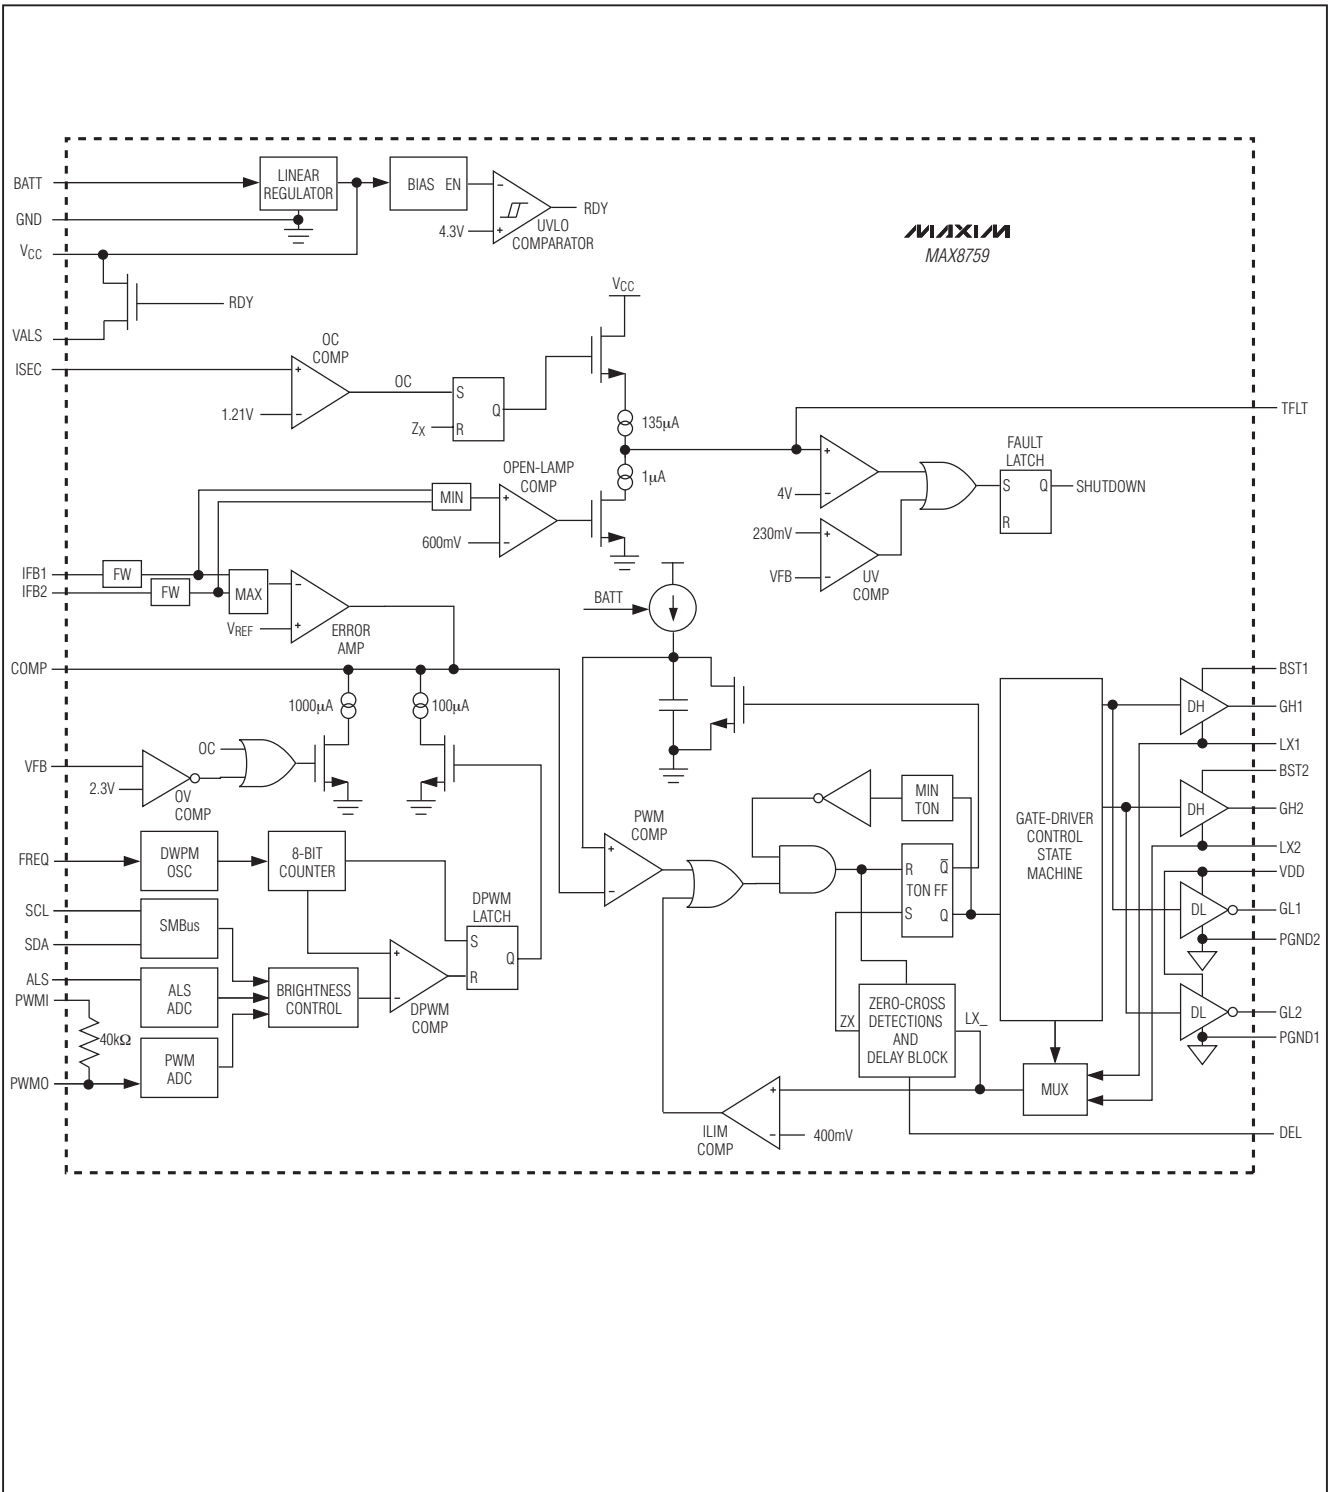 BATT
GND
VCC
VALS
ISEC
LINEAR
REGULATOR
BIAS EN
4.3V
−
+
UVLO
COMPARATOR
RDY
RDY
MAXIM
MAX8759
OC
COMP
+
−
1.21V
OC
S
Q
R
ZX
VCC
135µA
1µA
OPEN-LAMP
COMP
MIN
+
−
600mV
TFLT
+
−
4V
230mV
+
VFB
−
UV
COMP
FAULT
LATCH
S Q
R
SHUTDOWN
IFB1
IFB2
FW
FW
MAX
−
+
VREF
ERROR
AMP
BATT
COMP
1000µA
100µA
VFB
2.3V
OV
COMP
OC
FREQ
DWPM
OSC
8-BIT
COUNTER
SCL
SDA
SMBus
ALS
PWMI
ALS
ADC
BRIGHTNESS
CONTROL
40kΩ
PWMO
PWM
ADC
+
−
DPWM
COMP
DPWM
LATCH
S
Q
R
PWM
COMP
+
−
MIN
TON
R Q
TON FF
S Q
ZERO-CROSS
DETECTIONS
AND
DELAY BLOCK
ZX
LX_
ILIM
COMP
+
−
400mV
GATE-DRIVER
CONTROL
STATE
MACHINE
MUX
DH
DH
DL
DL
BST1
GH1
LX1
BST2
GH2
LX2
VDD
GL1
PGND2
GL2
PGND1
DEL